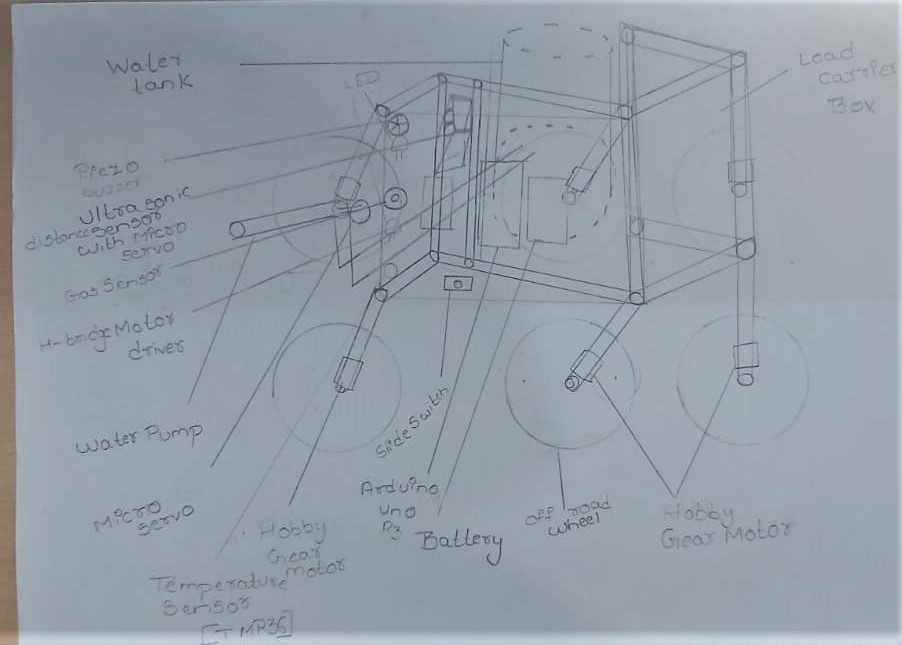 Water
tank
LED
Load
Carrier
Box
Piezo
buzzer
Ultrasonic
distance sensor
with Micro
servo
Gas Sensor
H-bridge Motor
driver
Water Pump
Micro
servo
Temperature
Sensor
[TMP36]
Hobby
Gear
motor
Slide Switch
Arduino
uno
R3
Battery
off road
wheel
Hobby
Gear Motor